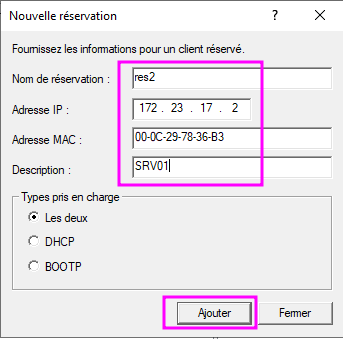 Nouvelle réservation
Fournissez les informations pour un client réservé.
Nom de réservation : res2
Adresse IP : 172 . 23 . 17 . 2
Adresse MAC : 00-0C-29-78-36-B3
Description : SRV01
Types pris en charge
Les deux
DHCP
BOOTP
Ajouter Fermer